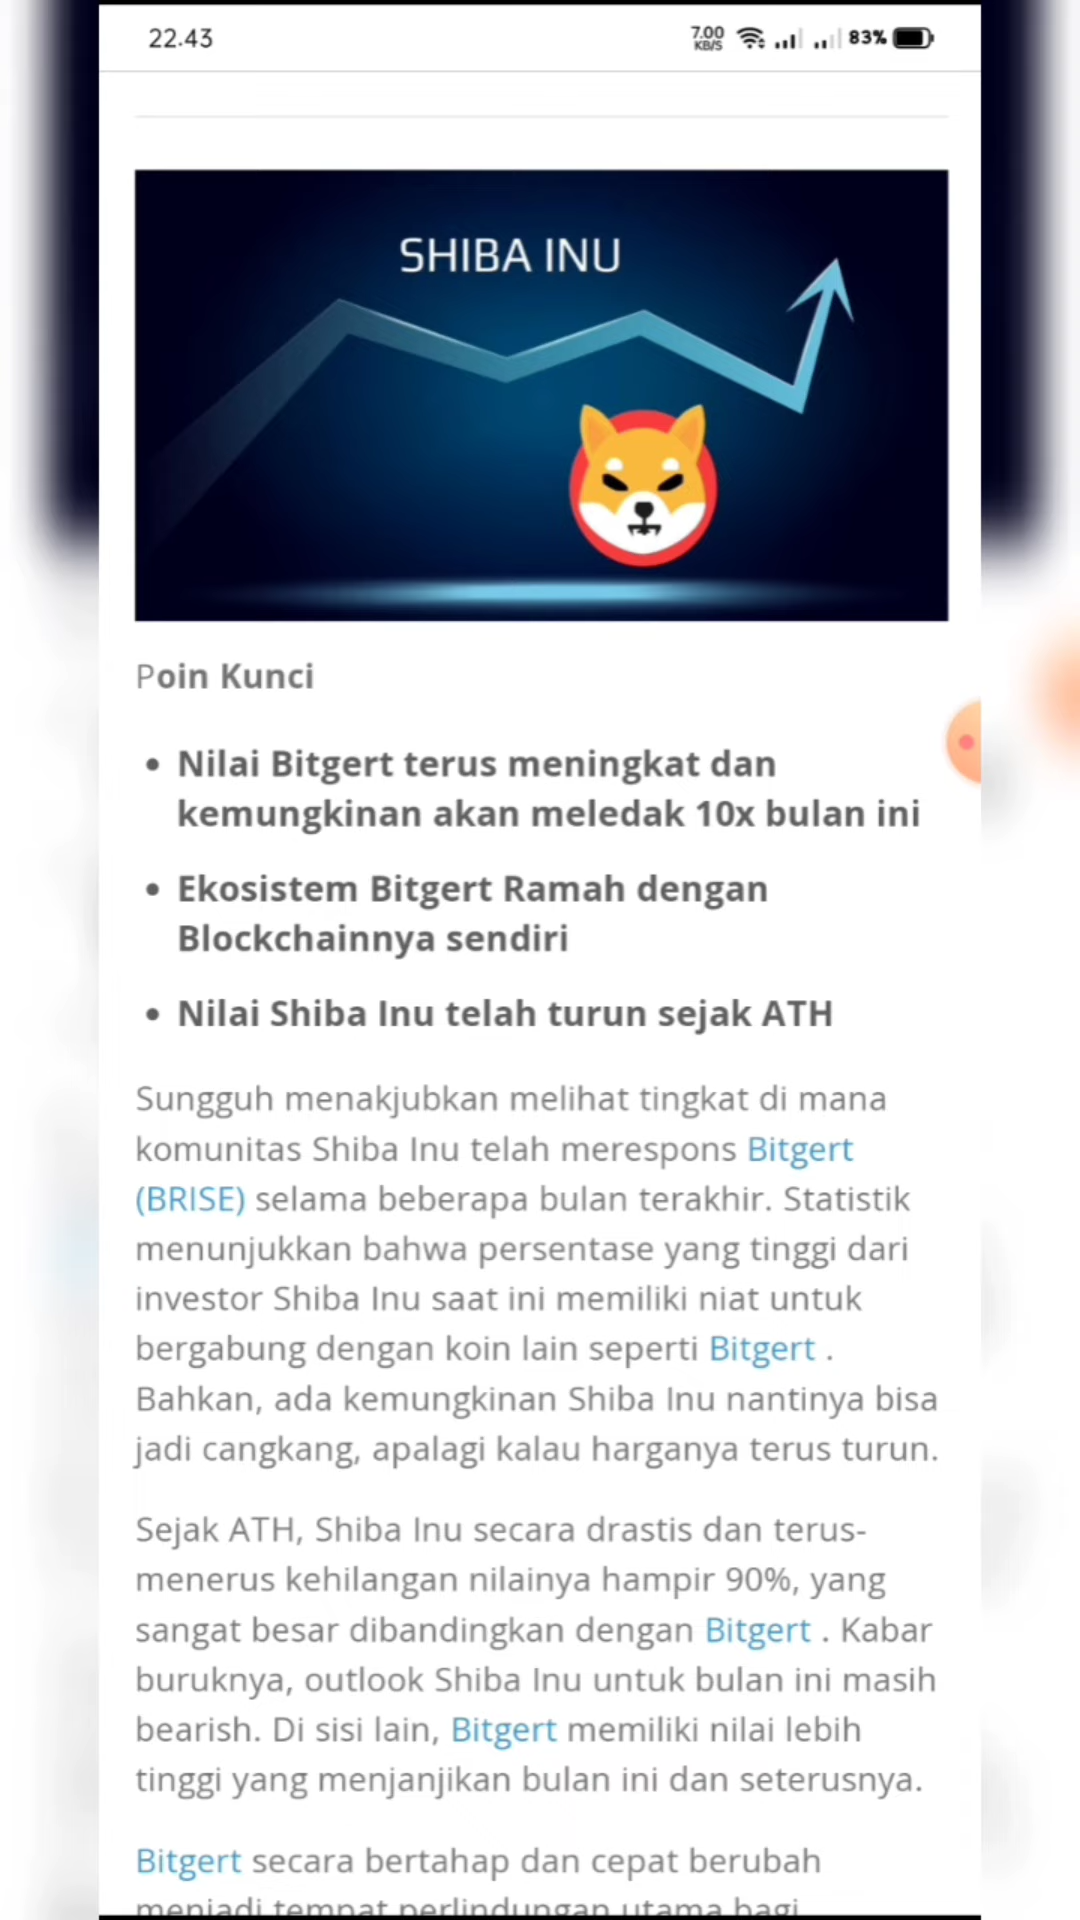 22.43
7.00
KB/S
83%
SHIBA INU
Poin Kunci
• Nilai Bitgert terus meningkat dan
kemungkinan akan meledak 10x bulan ini
• Ekosistem Bitgert Ramah dengan
Blockchainnya sendiri
• Nilai Shiba Inu telah turun sejak ATH
Sungguh menakjubkan melihat tingkat di mana
komunitas Shiba Inu telah merespons Bitgert
(BRISE) selama beberapa bulan terakhir. Statistik
menunjukkan bahwa persentase yang tinggi dari
investor Shiba Inu saat ini memiliki niat untuk
bergabung dengan koin lain seperti Bitgert .
Bahkan, ada kemungkinan Shiba Inu nantinya bisa
jadi cangkang, apalagi kalau harganya terus turun.
Sejak ATH, Shiba Inu secara drastis dan terus-
menerus kehilangan nilainya hampir 90%, yang
sangat besar dibandingkan dengan Bitgert . Kabar
buruknya, outlook Shiba Inu untuk bulan ini masih
bearish. Di sisi lain, Bitgert memiliki nilai lebih
tinggi yang menjanjikan bulan ini dan seterusnya.
Bitgert secara bertahap dan cepat berubah
menjadi tempat perlindungan utama bagi